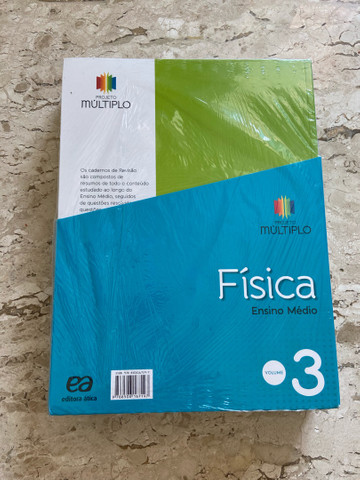 PROJETO
MÚLTIPLO
Os cadernos de Revisão
são compostos de
resumos de todo o conteúdo
estudado ao longo do
Ensino Médio, seguidos
de questões
PROJETO
MÚLTIPLO
Física
Ensino Médio
VOLUME
3
ea
editora ática